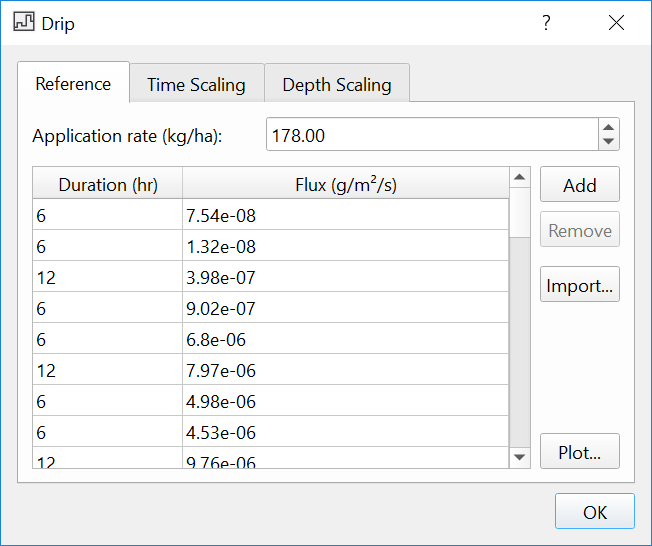 Drip
?
Reference Time Scaling Depth Scaling
Application rate (kg/ha): 178.00
Duration (hr) Flux (g/m²/s) Add
6 7.54e-08
6 1.32e-08 Remove
12 3.98e-07 Import...
6 9.02e-07
6 6.8e-06
12 7.97e-06
6 4.98e-06
6 4.53e-06 Plot...
12 9.76e-06
OK